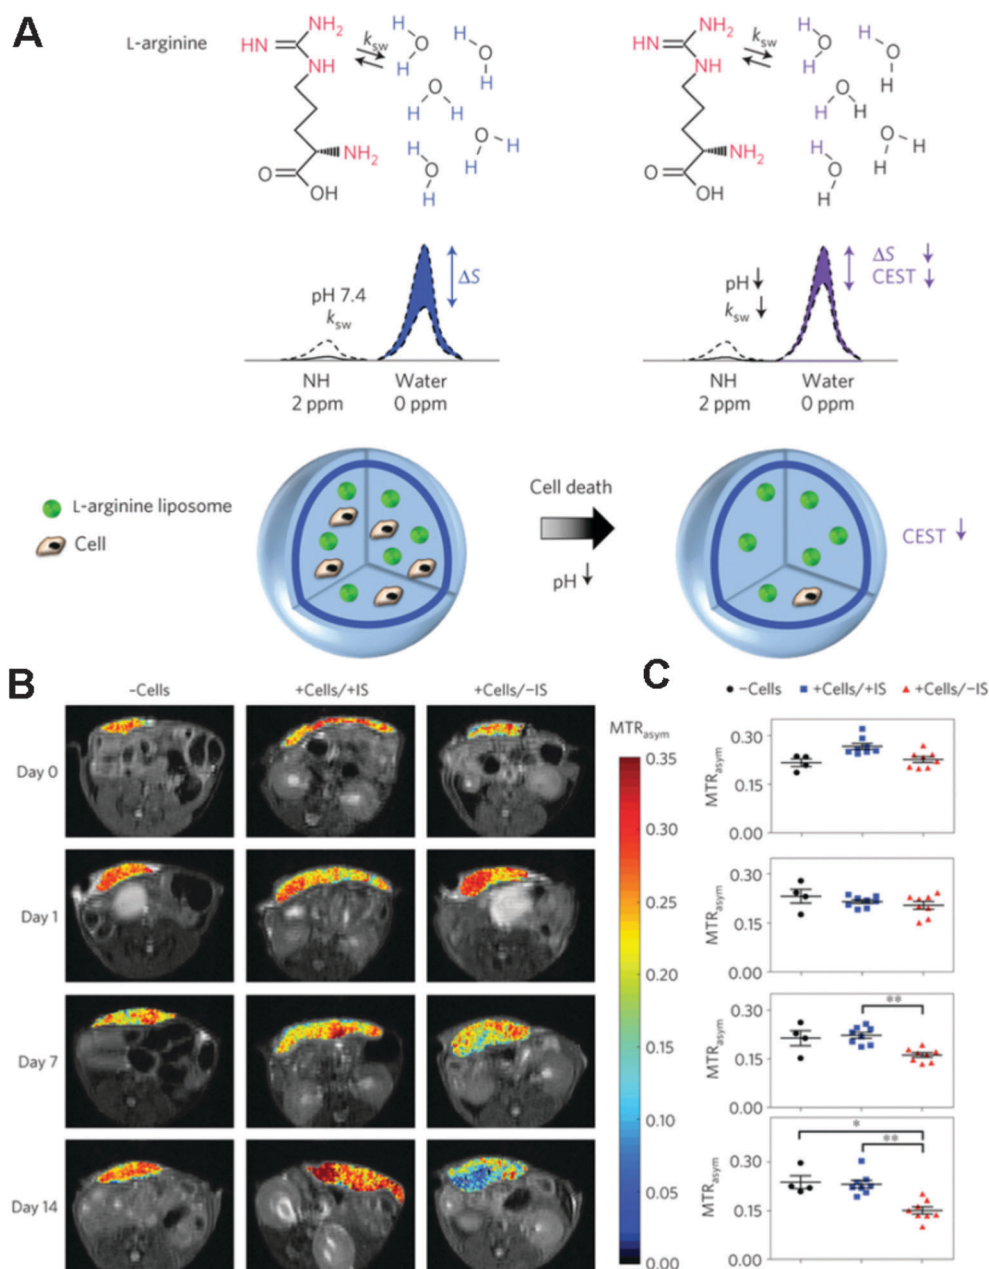 A
L-arginine
NH2
HN
NH
ksw
H
O
H
H
O
H
O
H
H
H
O
H
O
H
NH2
O
OH
NH2
HN
NH
ksw
H
O
H
H
O
H
O
H
H
H
O
H
O
H
NH2
O
OH
pH 7.4
ksw
ΔS
NH
2 ppm
Water
0 ppm
pH ↓
ksw ↓
ΔS ↓
CEST ↓
NH
2 ppm
Water
0 ppm
L-arginine liposome
Cell
Cell death
pH ↓
CEST ↓
B
−Cells
+Cells/+IS
+Cells/−IS
Day 0
Day 1
Day 7
Day 14
MTRasym
0.35
0.30
0.25
0.20
0.15
0.10
0.05
0.00
C
−Cells
+Cells/+IS
+Cells/−IS
MTRasym
0.30
0.15
0.00
MTRasym
0.30
0.15
0.00
MTRasym
0.30
0.15
0.00
**
MTRasym
0.30
0.15
0.00
*
**